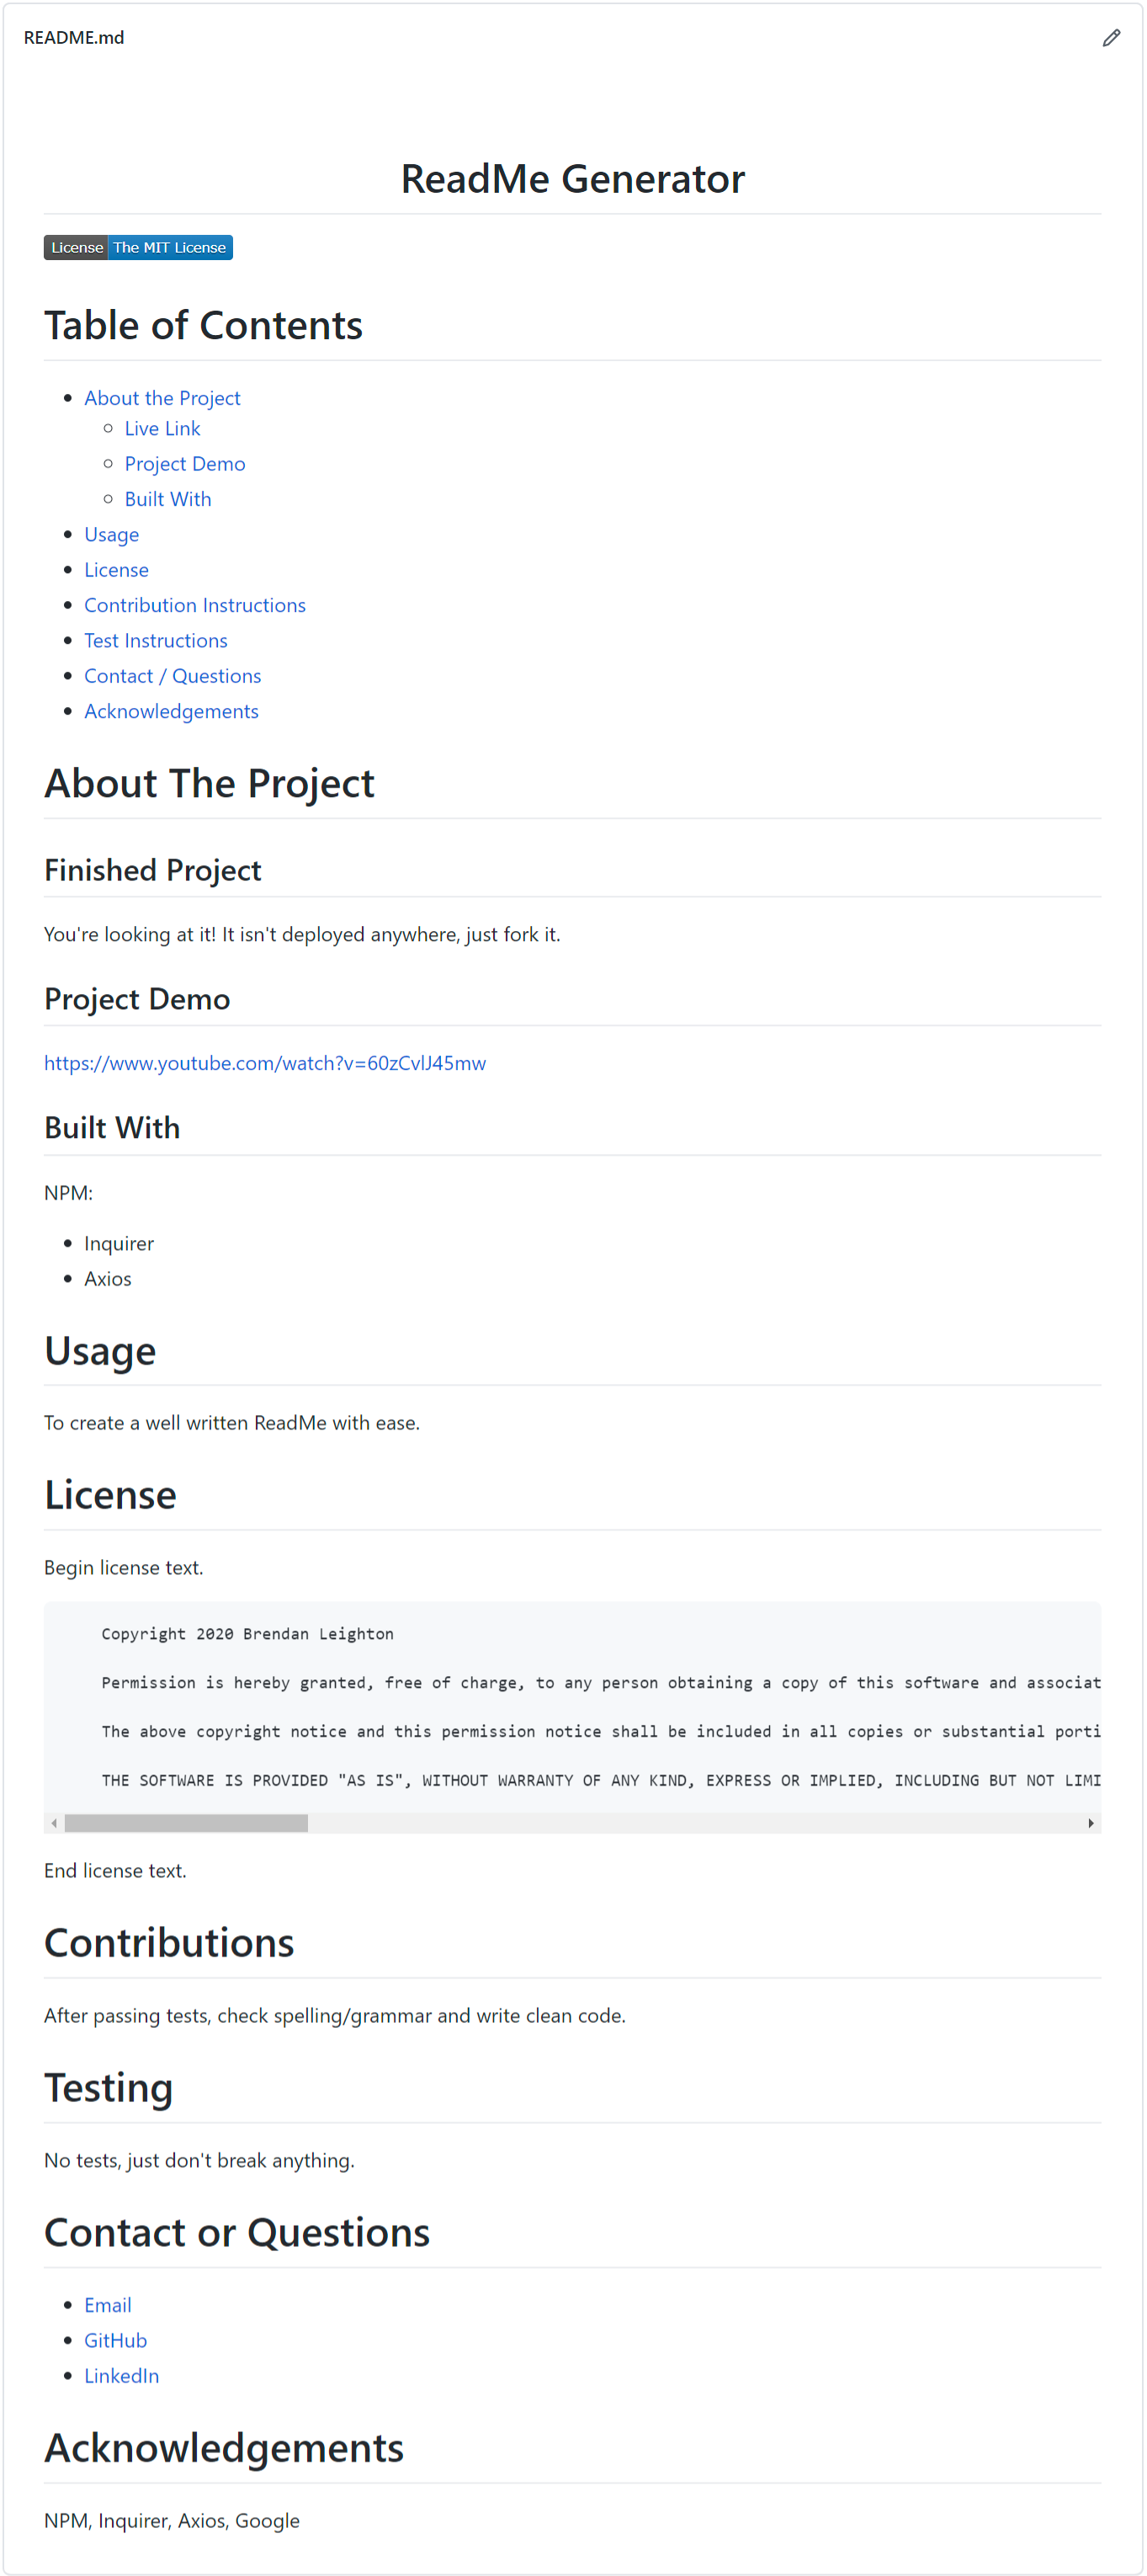 README.md
ReadMe Generator
License The MIT License
Table of Contents
About the Project
Live Link
Project Demo
Built With
Usage
License
Contribution Instructions
Test Instructions
Contact / Questions
Acknowledgements
About The Project
Finished Project
You're looking at it! It isn't deployed anywhere, just fork it.
Project Demo
https://www.youtube.com/watch?v=60zCvlJ45mw
Built With
NPM:
Inquirer
Axios
Usage
To create a well written ReadMe with ease.
License
Begin license text.
Copyright 2020 Brendan Leighton
Permission is hereby granted, free of charge, to any person obtaining a copy of this software and associat
The above copyright notice and this permission notice shall be included in all copies or substantial porti
THE SOFTWARE IS PROVIDED "AS IS", WITHOUT WARRANTY OF ANY KIND, EXPRESS OR IMPLIED, INCLUDING BUT NOT LIMI
End license text.
Contributions
After passing tests, check spelling/grammar and write clean code.
Testing
No tests, just don't break anything.
Contact or Questions
Email
GitHub
LinkedIn
Acknowledgements
NPM, Inquirer, Axios, Google